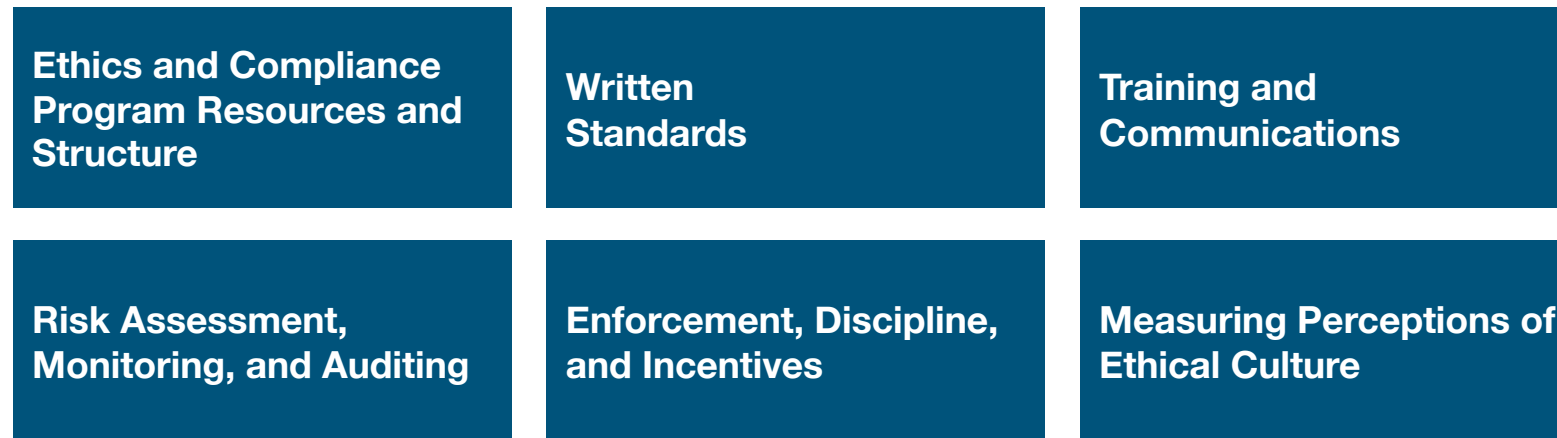 Ethics and Compliance
Program Resources and
Structure
Written
Standards
Training and
Communications
Risk Assessment,
Monitoring, and Auditing
Enforcement, Discipline,
and Incentives
Measuring Perceptions of
Ethical Culture